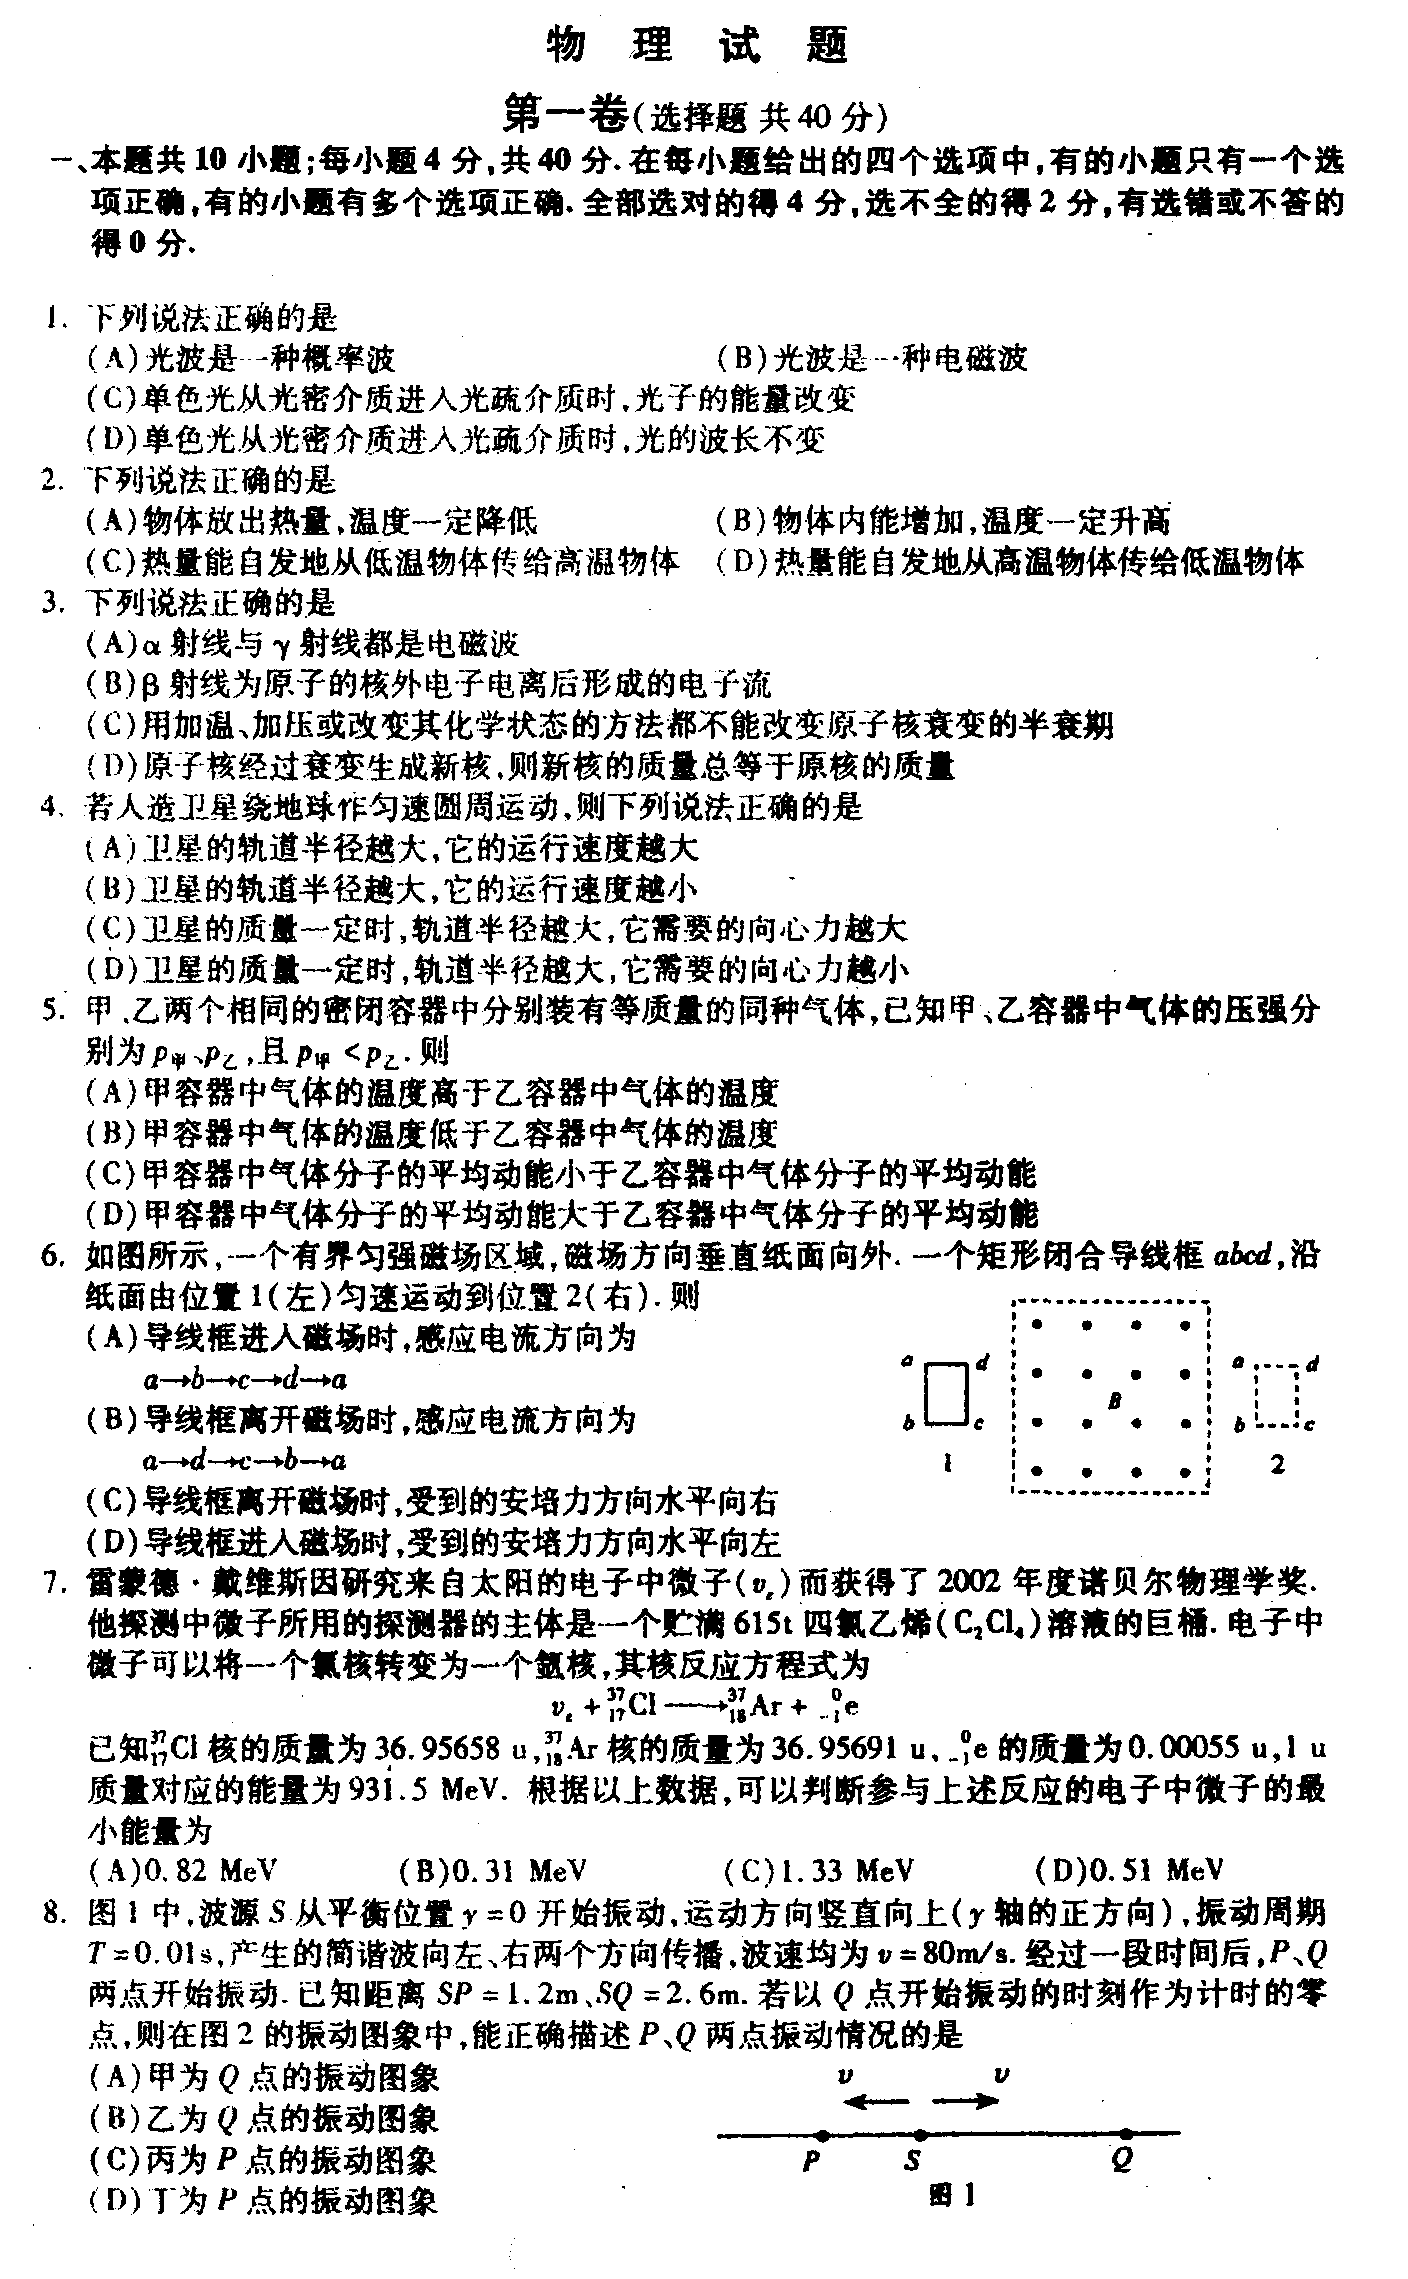 物 理 试 题
第一卷(选择题 共40分)
一、本题共10小题;每小题4分,共40分.在每小题给出的四个选项中,有的小题只有一个选
项正确,有的小题有多个选项正确.全部选对的得4分,选不全的得2分,有选错或不答的
得0分.
1. 下列说法正确的是
(A)光波是一种概率波 (B)光波是一种电磁波
(C)单色光从光密介质进入光疏介质时,光子的能量改变
(D)单色光从光密介质进入光疏介质时,光的波长不变
2. 下列说法正确的是
(A)物体放出热量,温度一定降低 (B)物体内能增加,温度一定升高
(C)热量能自发地从低温物体传给高温物体 (D)热量能自发地从高温物体传给低温物体
3. 下列说法正确的是
(A)α射线与γ射线都是电磁波
(B)β射线为原子的核外电子电离后形成的电子流
(C)用加温、加压或改变其化学状态的方法都不能改变原子核衰变的半衰期
(D)原子核经过衰变生成新核,则新核的质量总等于原核的质量
4. 若人造卫星绕地球作匀速圆周运动,则下列说法正确的是
(A)卫星的轨道半径越大,它的运行速度越大
(B)卫星的轨道半径越大,它的运行速度越小
(C)卫星的质量一定时,轨道半径越大,它需要的向心力越大
(D)卫星的质量一定时,轨道半径越大,它需要的向心力越小
5. 甲、乙两个相同的密闭容器中分别装有等质量的同种气体,已知甲、乙容器中气体的压强分
别为p甲、p乙,且p甲<p乙.则
(A)甲容器中气体的温度高于乙容器中气体的温度
(B)甲容器中气体的温度低于乙容器中气体的温度
(C)甲容器中气体分子的平均动能小于乙容器中气体分子的平均动能
(D)甲容器中气体分子的平均动能大于乙容器中气体分子的平均动能
6. 如图所示,一个有界匀强磁场区域,磁场方向垂直纸面向外.一个矩形闭合导线框abcd,沿
纸面由位置1(左)匀速运动到位置2(右).则
(A)导线框进入磁场时,感应电流方向为
a→b→c→d→a
(B)导线框离开磁场时,感应电流方向为
a→d→c→b→a
(C)导线框离开磁场时,受到的安培力方向水平向右
(D)导线框进入磁场时,受到的安培力方向水平向左
a d
b c
1
B
a d
b c
2
7. 雷蒙德·戴维斯因研究来自太阳的电子中微子(υₑ)而获得了2002年度诺贝尔物理学奖.
他探测中微子所用的探测器的主体是一个贮满615t四氯乙烯(C₂Cl₄)溶液的巨桶.电子中
微子可以将一个氯核转变为一个氩核,其核反应方程式为
υₑ+³⁷₁₇Cl⟶³⁷₁₈Ar+⁰₋₁e
已知³⁷₁₇Cl核的质量为36.95658 u,³⁷₁₈Ar核的质量为36.95691 u,⁰₋₁e的质量为0.00055 u,1 u
质量对应的能量为931.5 MeV. 根据以上数据,可以判断参与上述反应的电子中微子的最
小能量为
(A)0.82 MeV (B)0.31 MeV (C)1.33 MeV (D)0.51 MeV
8. 图1中,波源S从平衡位置y=0开始振动,运动方向竖直向上(y轴的正方向),振动周期
T=0.01s,产生的简谐波向左、右两个方向传播,波速均为v=80m/s.经过一段时间后,P、Q
两点开始振动.已知距离SP=1.2m、SQ=2.6m.若以Q点开始振动的时刻作为计时的零
点,则在图2的振动图象中,能正确描述P、Q两点振动情况的是
(A)甲为Q点的振动图象
(B)乙为Q点的振动图象
(C)丙为P点的振动图象
(D)丁为P点的振动图象
υ υ
P S Q
图1